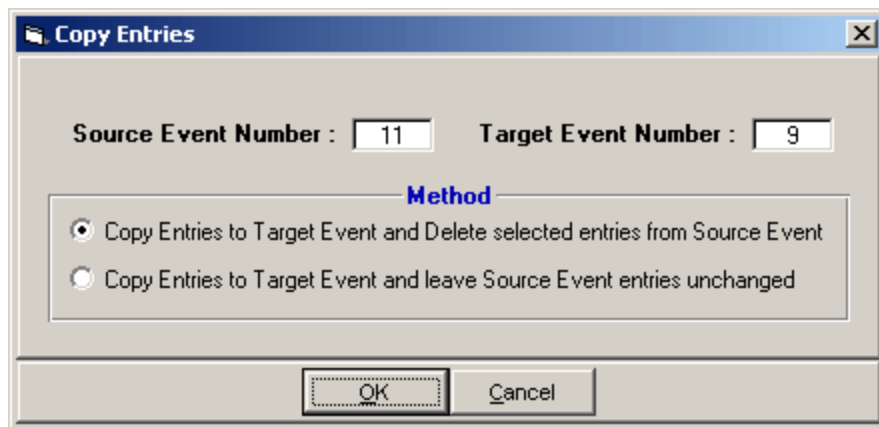 Copy Entries
Source Event Number : 11 Target Event Number : 9
Method
Copy Entries to Target Event and Delete selected entries from Source Event
Copy Entries to Target Event and leave Source Event entries unchanged
OK Cancel